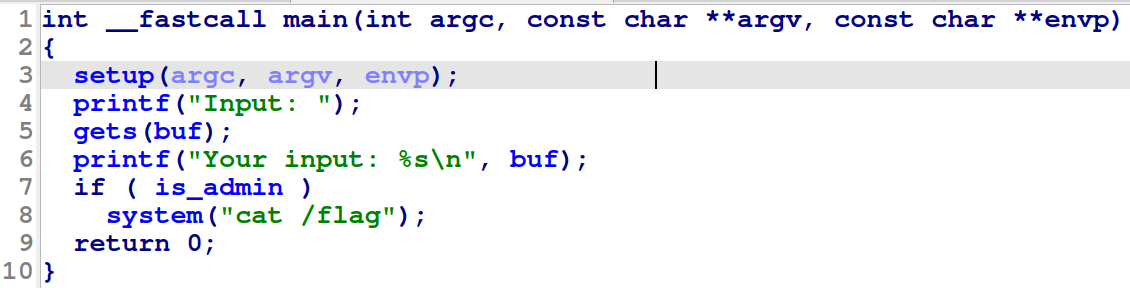 1 int __fastcall main(int argc, const char **argv, const char **envp)
2 {
3   setup(argc, argv, envp);
4   printf("Input: ");
5   gets(buf);
6   printf("Your input: %s\n", buf);
7   if ( is_admin )
8     system("cat /flag");
9   return 0;
10 }